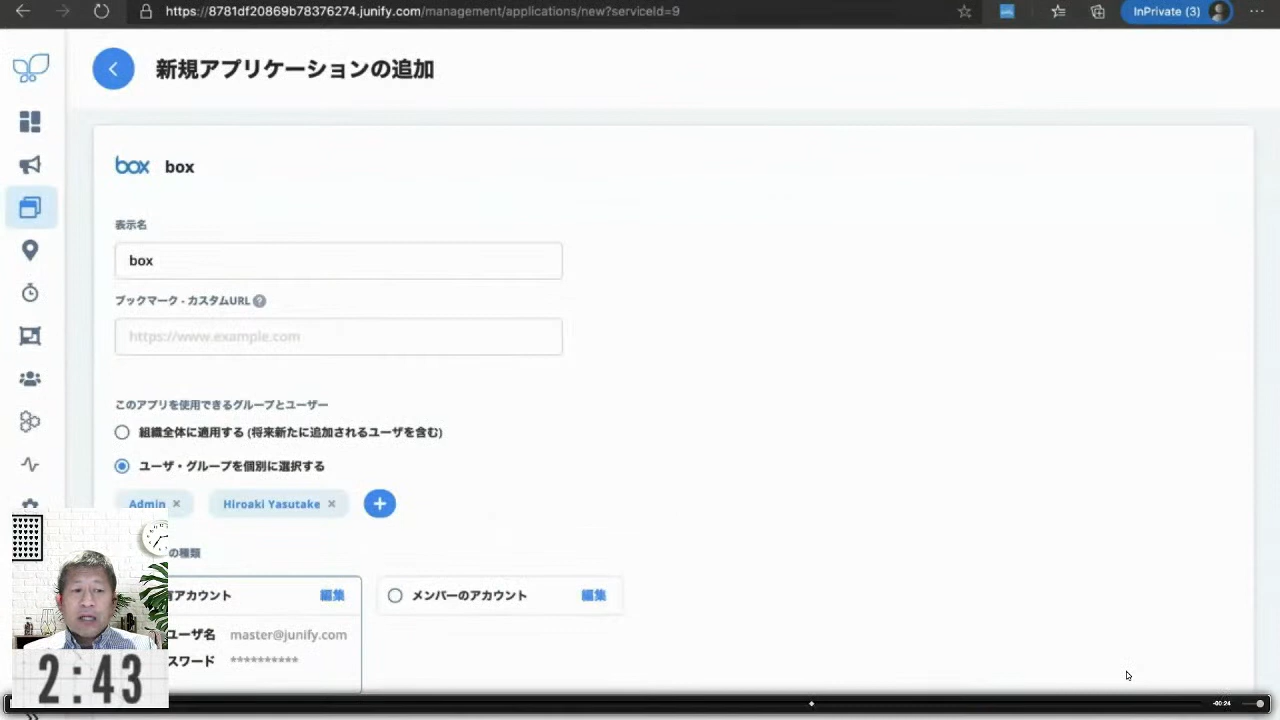 https://8781df20869b78376274.junify.com/management/applications/new?serviceId=9
InPrivate (3)
新規アプリケーションの追加
box box
表示名
box
ブックマーク - カスタムURL ?
https://www.example.com
このアプリを使用できるグループとユーザー
組織全体に適用する (将来新たに追加されるユーザを含む)
ユーザ・グループを個別に選択する
Admin ×
Hiroaki Yasutake ×
の種類
有アカウント 編集
メンバーのアカウント 編集
ユーザ名 master@junify.com
スワード **********
2:43
-00:24